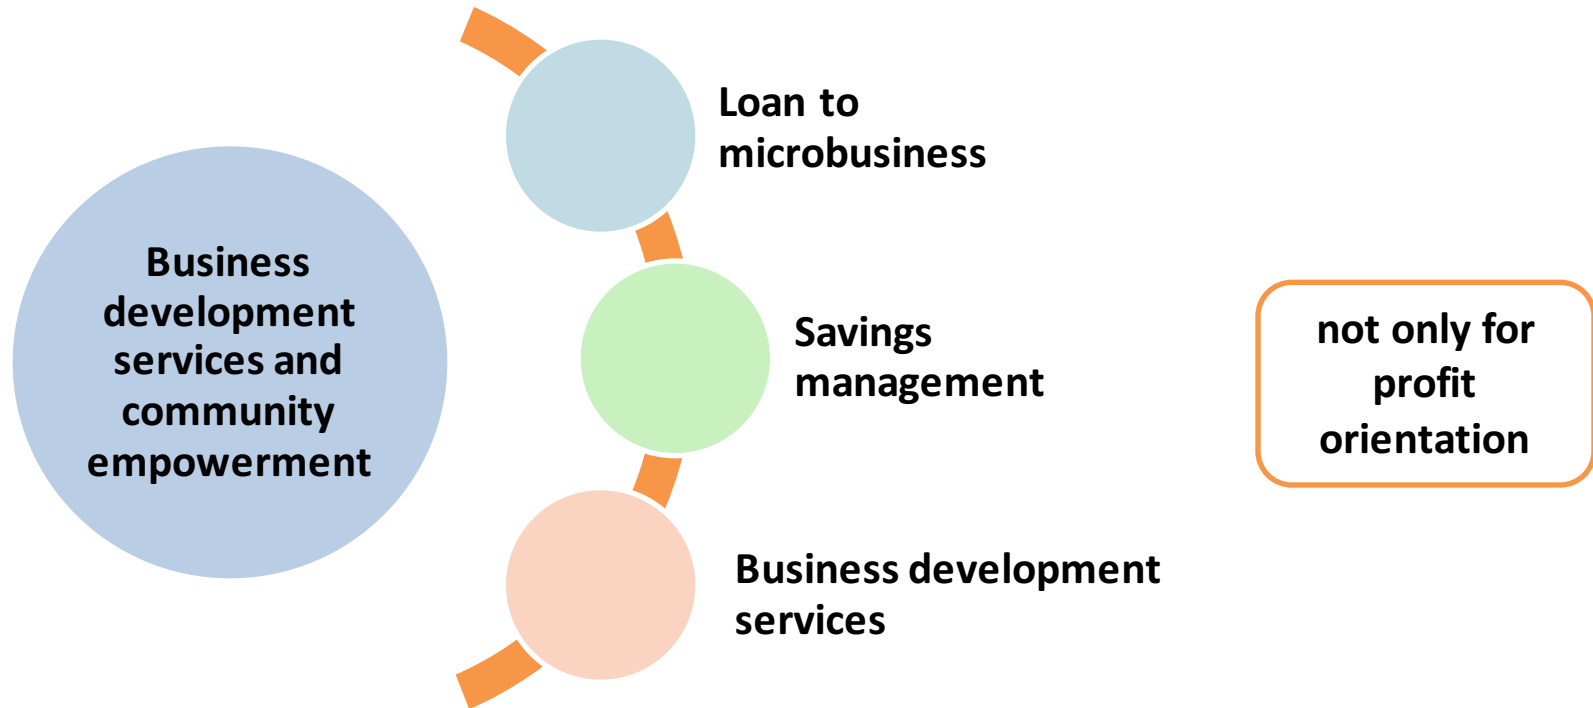 Business
development
services and
community
empowerment
Loan to
microbusiness
Savings
management
Business development
services
not only for
profit
orientation